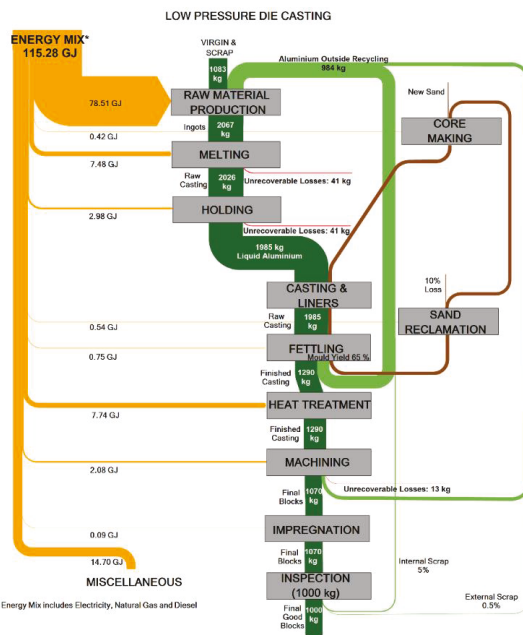 LOW PRESSURE DIE CASTING
ENERGY MIX*
115.28 GJ
VIRGIN &
SCRAP
1083
kg
Aluminium Outside Recycling
984 kg
78.51 GJ
RAW MATERIAL
PRODUCTION
New Sand
CORE
MAKING
0.42 GJ
Ingots
2067
kg
MELTING
7.48 GJ
Raw
Casting
2026
kg
Unrecoverable Losses: 41 kg
HOLDING
2.98 GJ
Unrecoverable Losses: 41 kg
1985 kg
Liquid Aluminium
CASTING &
LINERS
10%
Loss
Raw
Casting
1985
kg
SAND
RECLAMATION
0.54 GJ
FETTLING
Mould Yield 65 %
0.75 GJ
Finished
Casting
1290
kg
HEAT TREATMENT
7.74 GJ
Finished
Casting
1290
kg
MACHINING
2.08 GJ
Final
Blocks
1070
kg
Unrecoverable Losses: 13 kg
IMPREGNATION
0.09 GJ
Final
Blocks
1070
kg
14.70 GJ
Internal Scrap
5%
MISCELLANEOUS
INSPECTION
(1000 kg)
External Scrap
0.5%
Energy Mix includes Electricity, Natural Gas and Diesel
Final
Good
Blocks
1000
kg